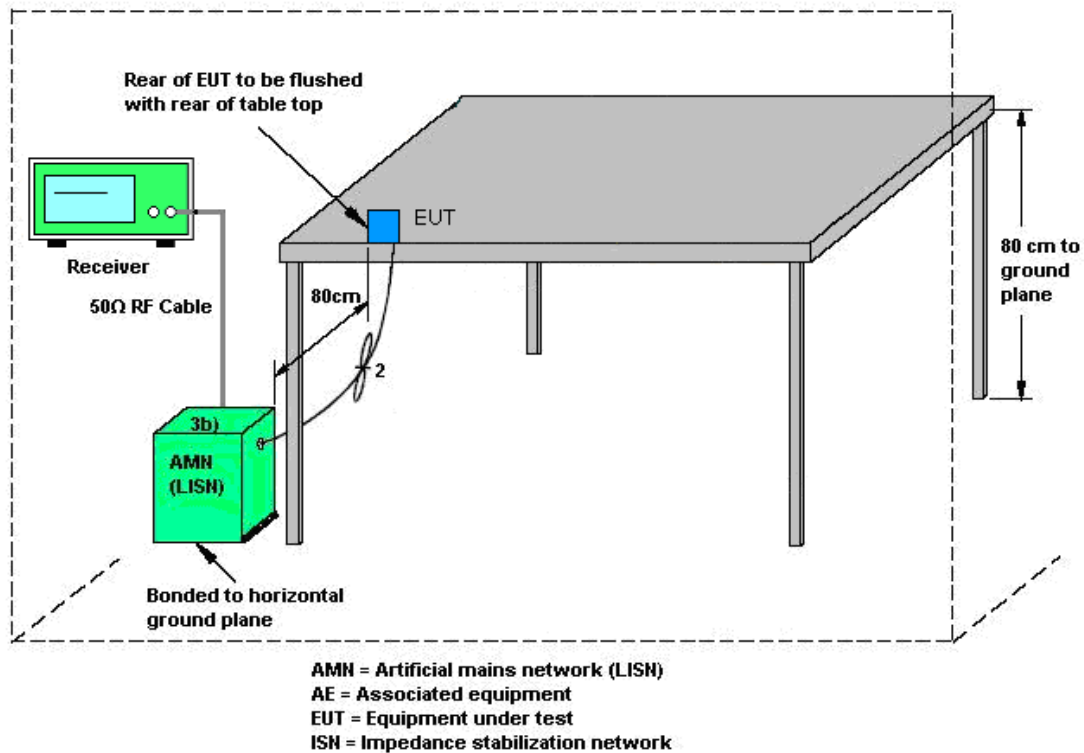 Rear of EUT to be flushed
with rear of table top
EUT
Receiver
50Ω RF Cable
80cm
80 cm to
ground
plane
2
3b)
AMN
(LISN)
Bonded to horizontal
ground plane
AMN = Artificial mains network (LISN)
AE = Associated equipment
EUT = Equipment under test
ISN = Impedance stabilization network